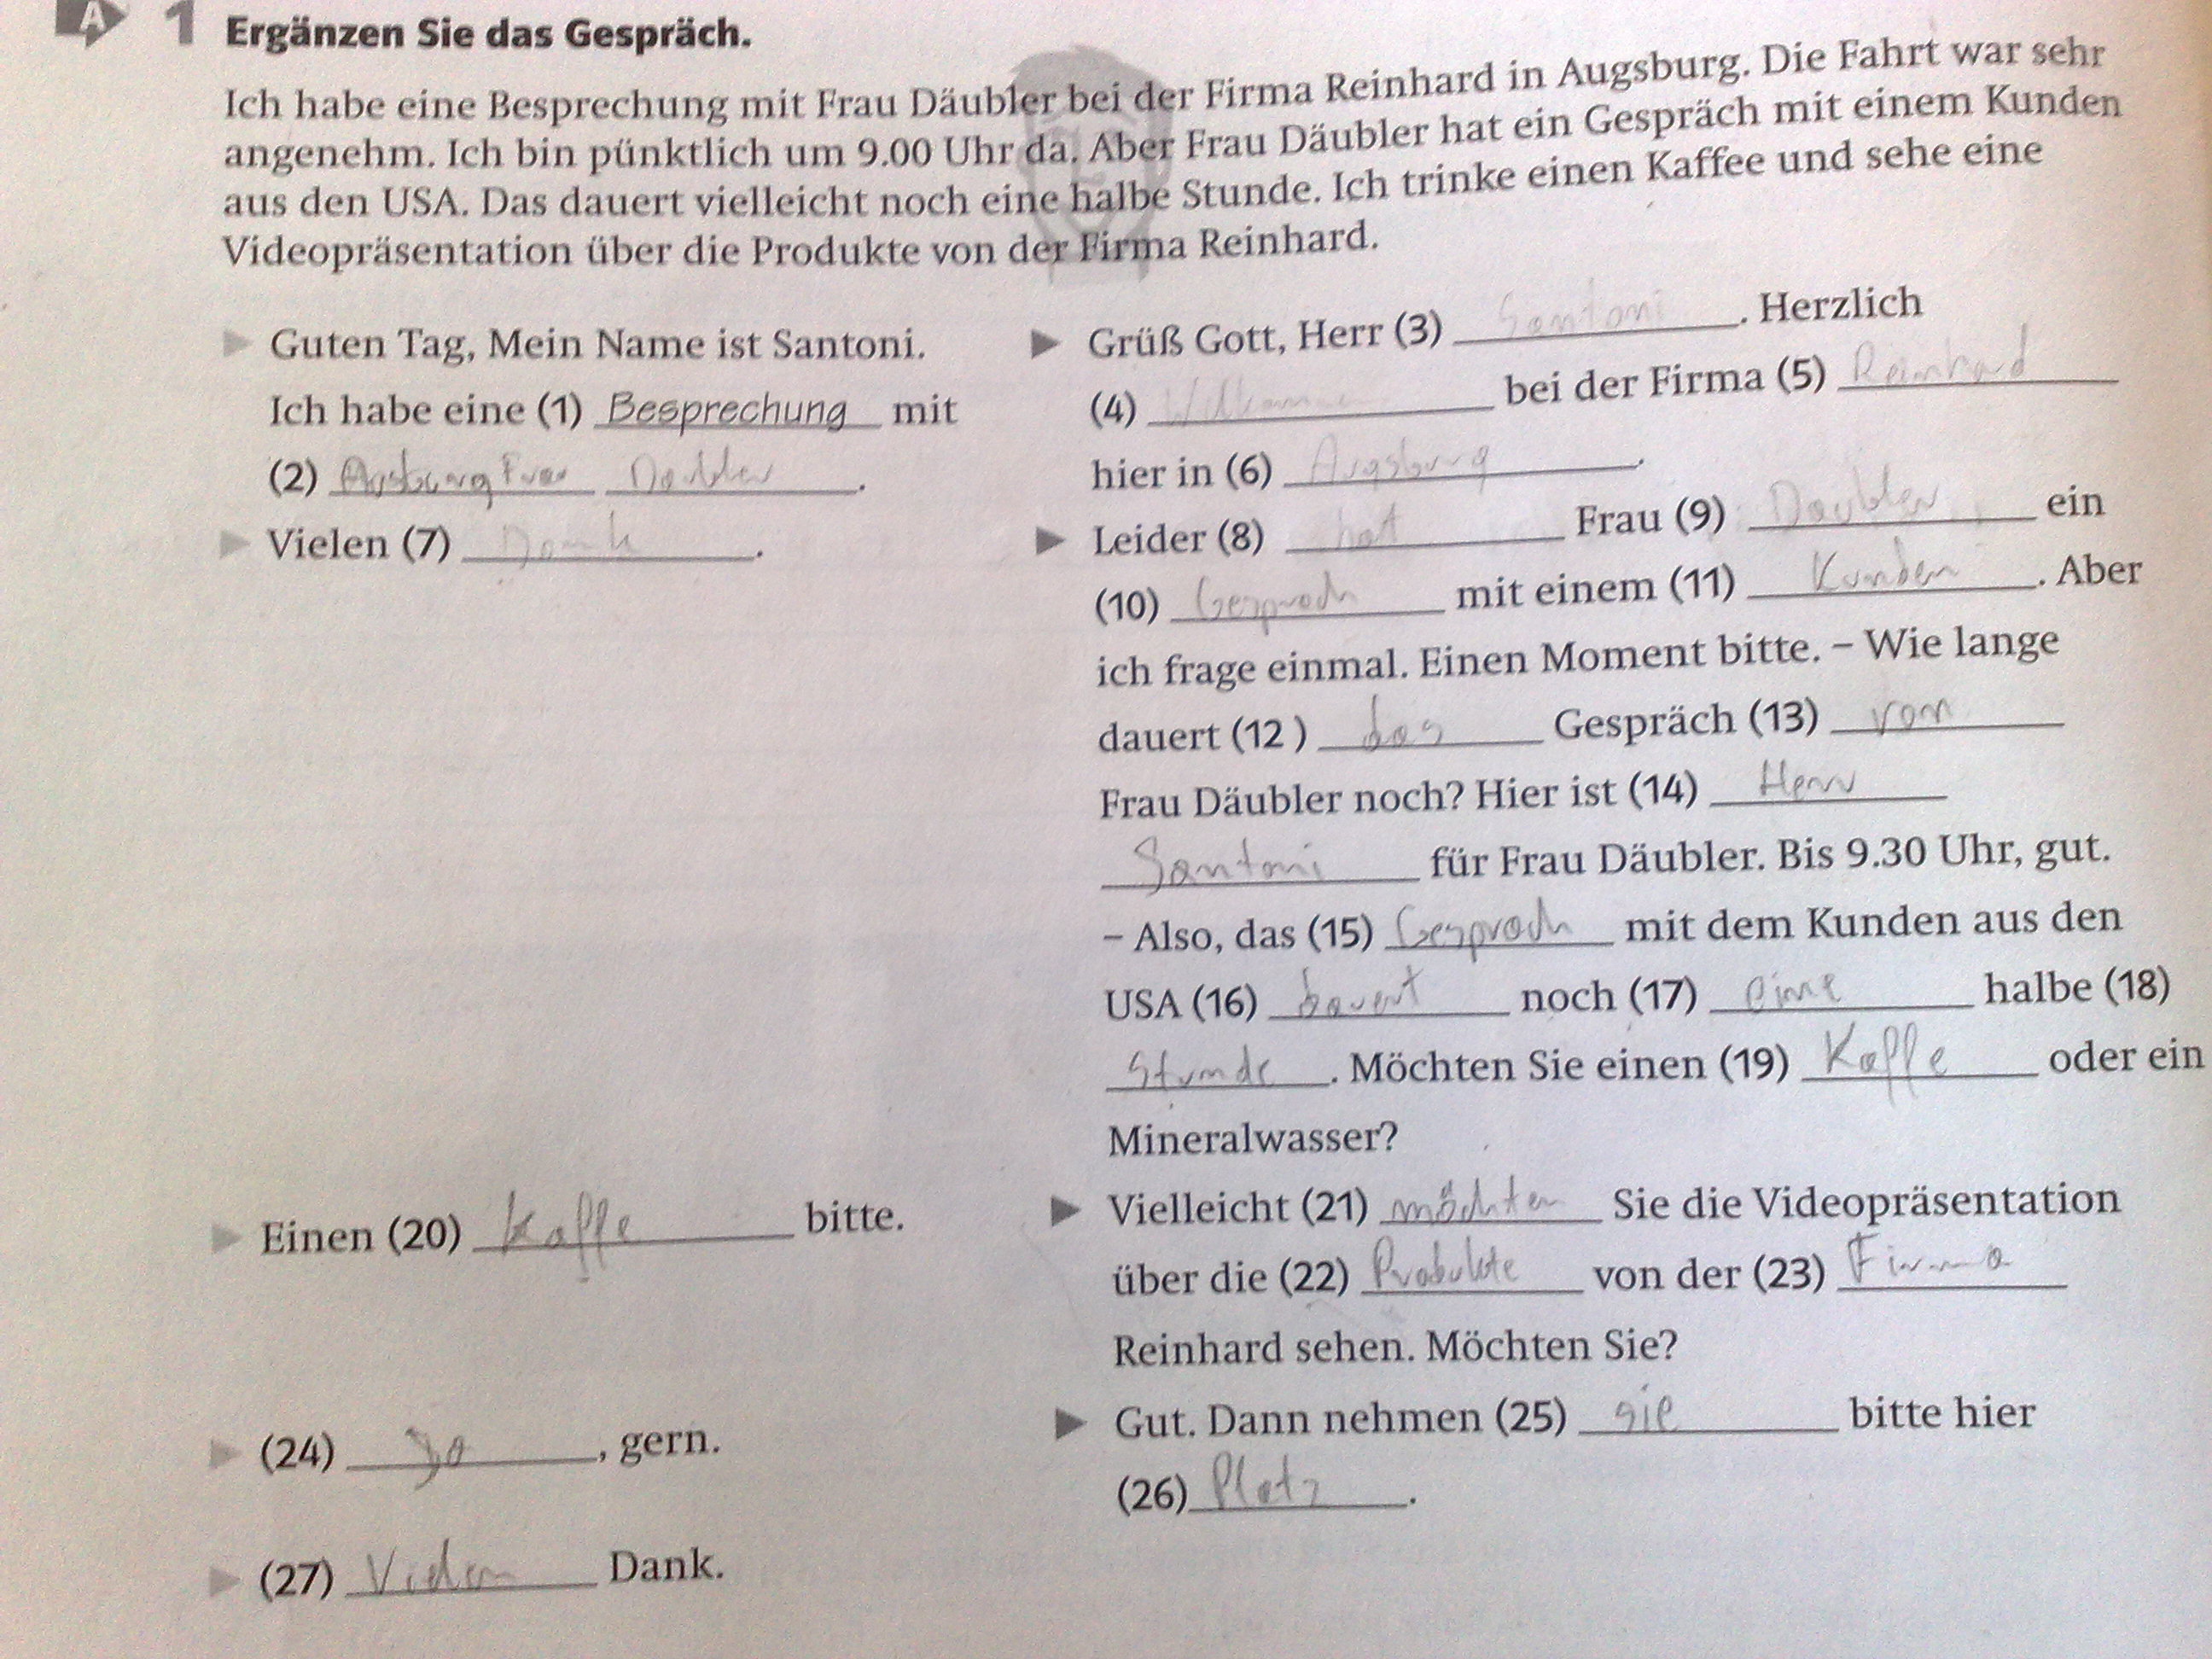 A 1 Ergänzen Sie das Gespräch.
Ich habe eine Besprechung mit Frau Däubler bei der Firma Reinhard in Augsburg. Die Fahrt war sehr
angenehm. Ich bin pünktlich um 9.00 Uhr da. Aber Frau Däubler hat ein Gespräch mit einem Kunden
aus den USA. Das dauert vielleicht noch eine halbe Stunde. Ich trinke einen Kaffee und sehe eine
Videopräsentation über die Produkte von der Firma Reinhard.
Guten Tag, Mein Name ist Santoni.
Ich habe eine (1) Besprechung mit
(2) Frau Daubler.
Vielen (7) Dank.
Grüß Gott, Herr (3) Santoni. Herzlich
(4) bei der Firma (5) Reinhard
hier in (6) Augsburg.
Leider (8) hat Frau (9) Daubler ein
(10) Gesprach mit einem (11) Kunden. Aber
ich frage einmal. Einen Moment bitte. – Wie lange
dauert (12 ) das Gespräch (13) von
Frau Däubler noch? Hier ist (14) Herr
Santoni für Frau Däubler. Bis 9.30 Uhr, gut.
– Also, das (15) Gesprach mit dem Kunden aus den
USA (16) dauert noch (17) eine halbe (18)
Stunde. Möchten Sie einen (19) Kaffe oder ein
Mineralwasser?
Einen (20) Kaffe bitte.
Vielleicht (21) möchten Sie die Videopräsentation
über die (22) Produkte von der (23) Firma
Reinhard sehen. Möchten Sie?
(24) Ja, gern.
Gut. Dann nehmen (25) sie bitte hier
(26) Platz.
(27) Vielen Dank.